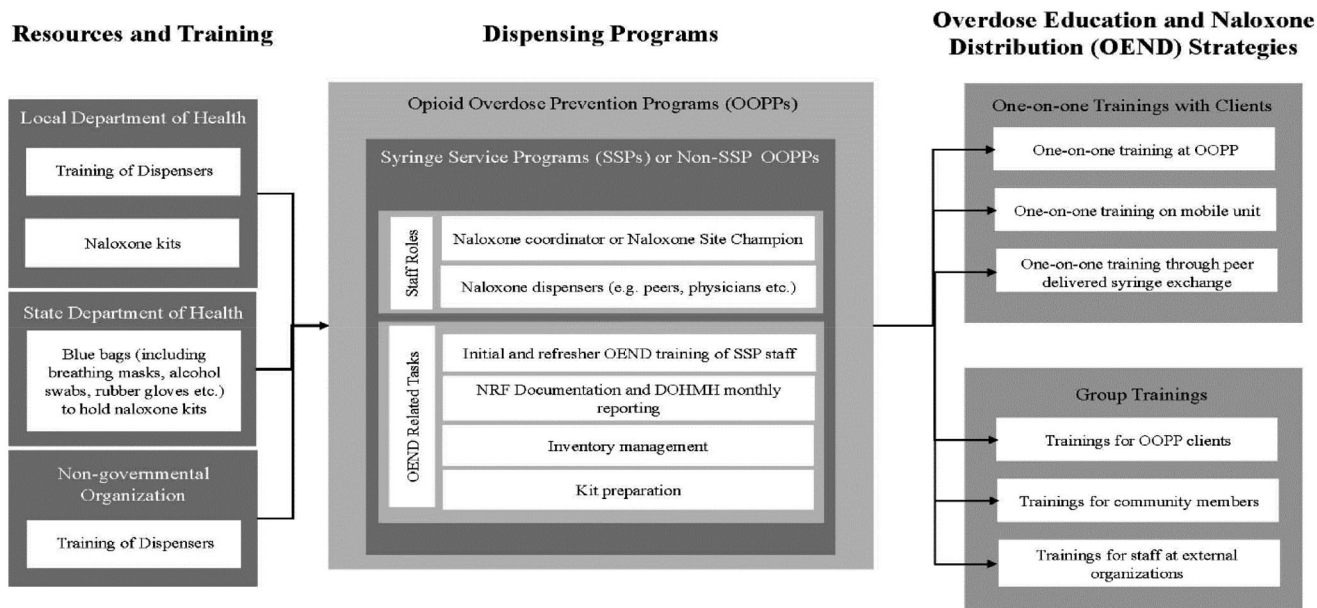 Resources and Training
Dispensing Programs
Overdose Education and Naloxone
Distribution (OEND) Strategies
Local Department of Health
Training of Dispensers
Naloxone kits
State Department of Health
Blue bags (including
breathing masks, alcohol
swabs, rubber gloves etc.)
to hold naloxone kits
Non-governmental
Organization
Training of Dispensers
Opioid Overdose Prevention Programs (OOPPs)
Syringe Service Programs (SSPs) or Non-SSP OOPPs
Staff Roles
Naloxone coordinator or Naloxone Site Champion
Naloxone dispensers (e.g. peers, physicians etc.)
OEND Related Tasks
Initial and refresher OEND training of SSP staff
NRF Documentation and DOHMH monthly
reporting
Inventory management
Kit preparation
One-on-one Trainings with Clients
One-on-one training at OOPP
One-on-one training on mobile unit
One-on-one training through peer
delivered syringe exchange
Group Trainings
Trainings for OOPP clients
Trainings for community members
Trainings for staff at external
organizations